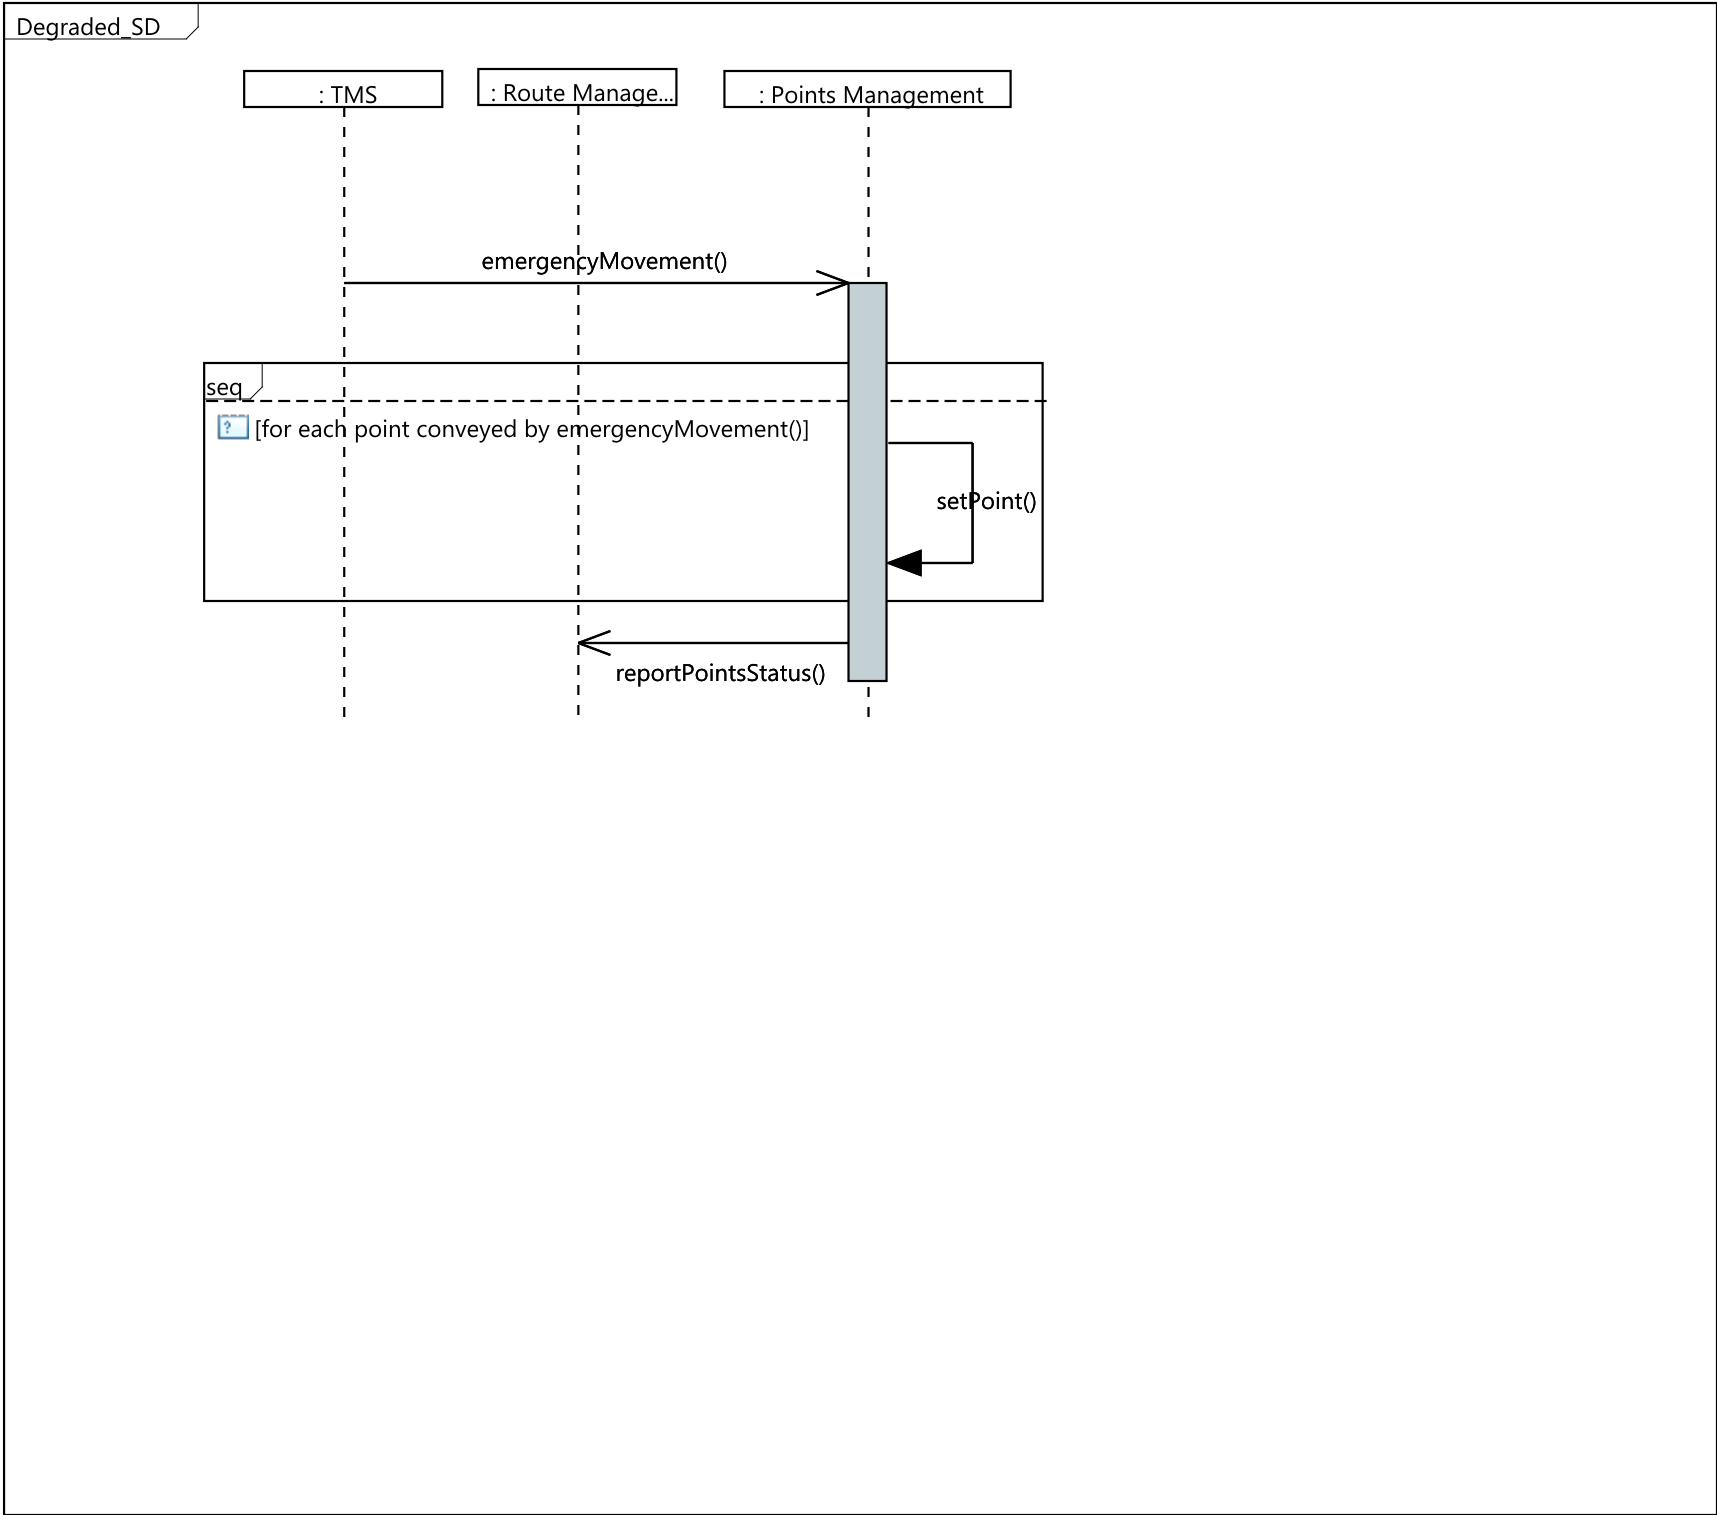 Degraded_SD
: TMS
: Route Manage...
: Points Management
emergencyMovement()
seq
? [for each point conveyed by emergencyMovement()]
setPoint()
reportPointsStatus()